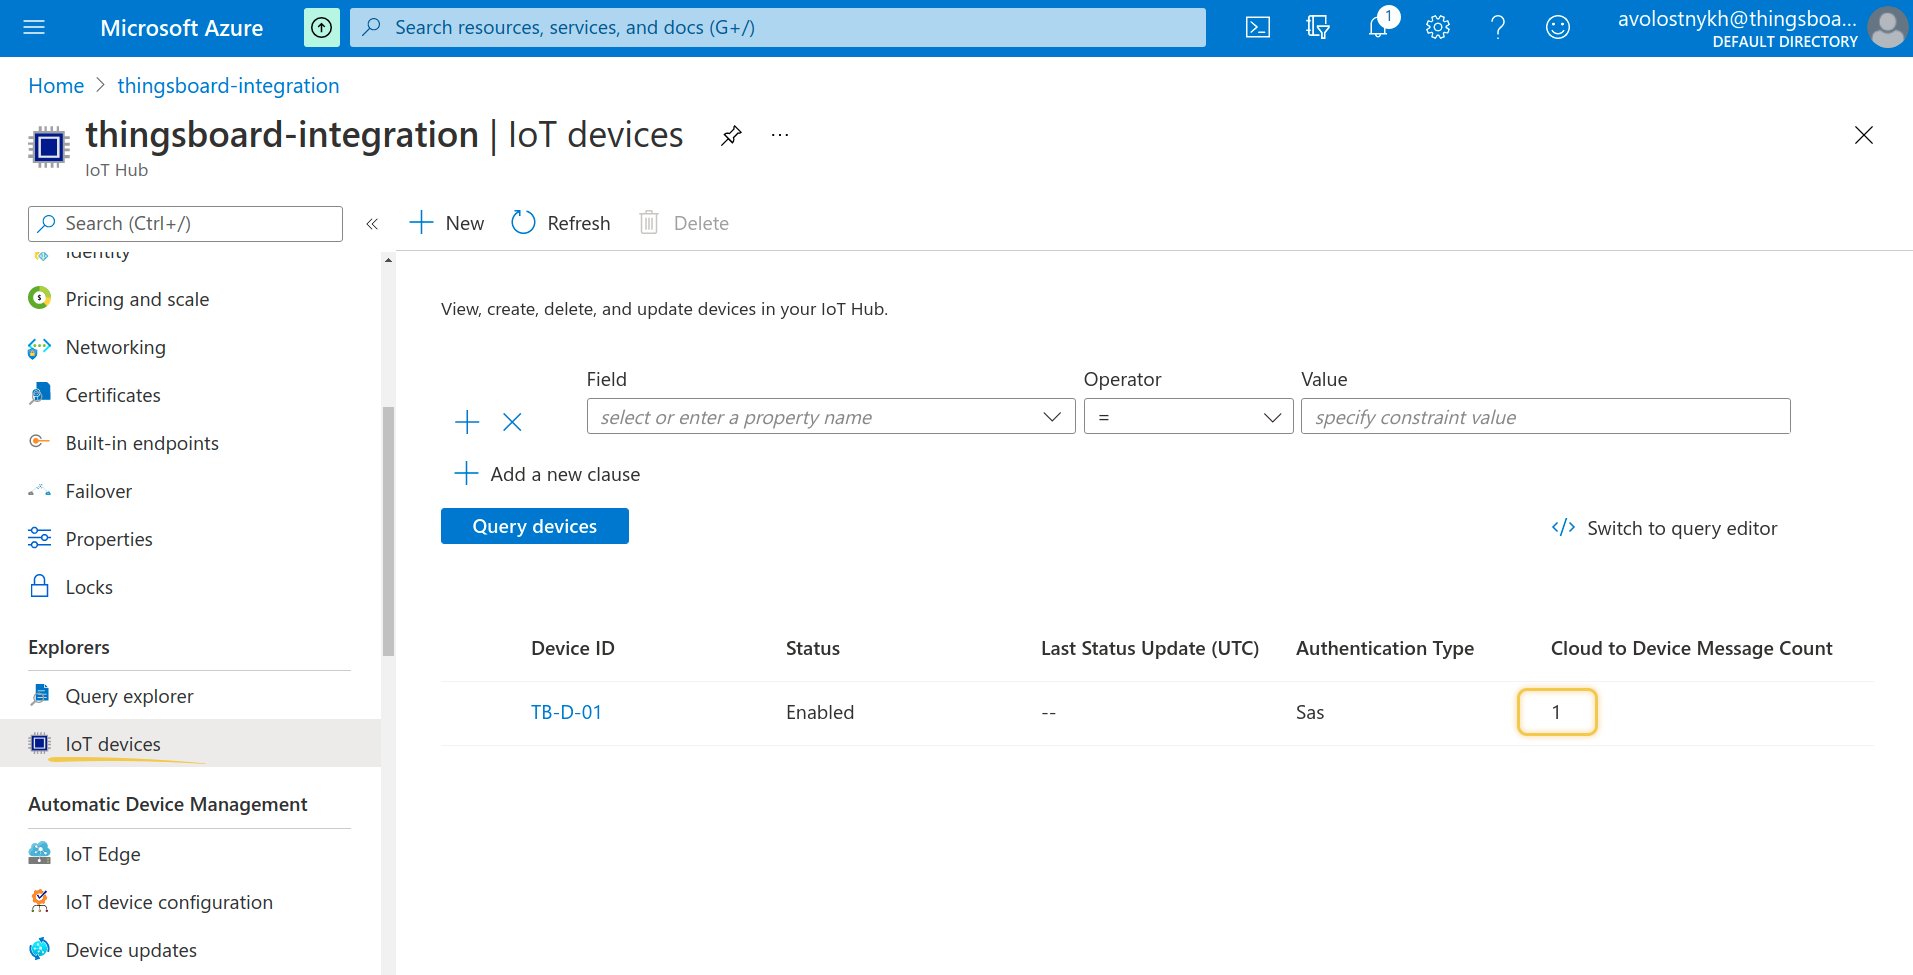 Microsoft Azure
Search resources, services, and docs (G+/)
1
avolostnykh@thingsboa...
DEFAULT DIRECTORY
Home
thingsboard-integration
thingsboard-integration | IoT devices
...
IoT Hub
Search (Ctrl+/)
«
New
Refresh
Delete
Identity
Pricing and scale
Networking
Certificates
Built-in endpoints
Failover
Properties
Locks
Explorers
Query explorer
IoT devices
Automatic Device Management
IoT Edge
IoT device configuration
Device updates
View, create, delete, and update devices in your IoT Hub.
Field
Operator
Value
select or enter a property name
=
specify constraint value
Add a new clause
Query devices
</> Switch to query editor
Device ID
Status
Last Status Update (UTC)
Authentication Type
Cloud to Device Message Count
TB-D-01
Enabled
--
Sas
1